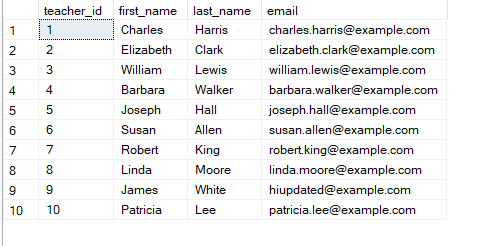 teacher_id first_name last_name email
1 1 Charles Harris charles.harris@example.com
2 2 Elizabeth Clark elizabeth.clark@example.com
3 3 William Lewis william.lewis@example.com
4 4 Barbara Walker barbara.walker@example.com
5 5 Joseph Hall joseph.hall@example.com
6 6 Susan Allen susan.allen@example.com
7 7 Robert King robert.king@example.com
8 8 Linda Moore linda.moore@example.com
9 9 James White hiupdated@example.com
10 10 Patricia Lee patricia.lee@example.com